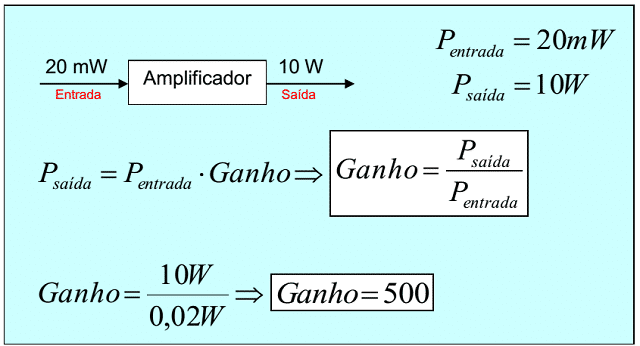 20 mW Amplificador 10 W
Entrada Saída
P_entrada = 20mW
P_saída = 10W
P_saída = P_entrada · Ganho ⇒ Ganho = P_saída / P_entrada
Ganho = 10W / 0,02W ⇒ Ganho = 500